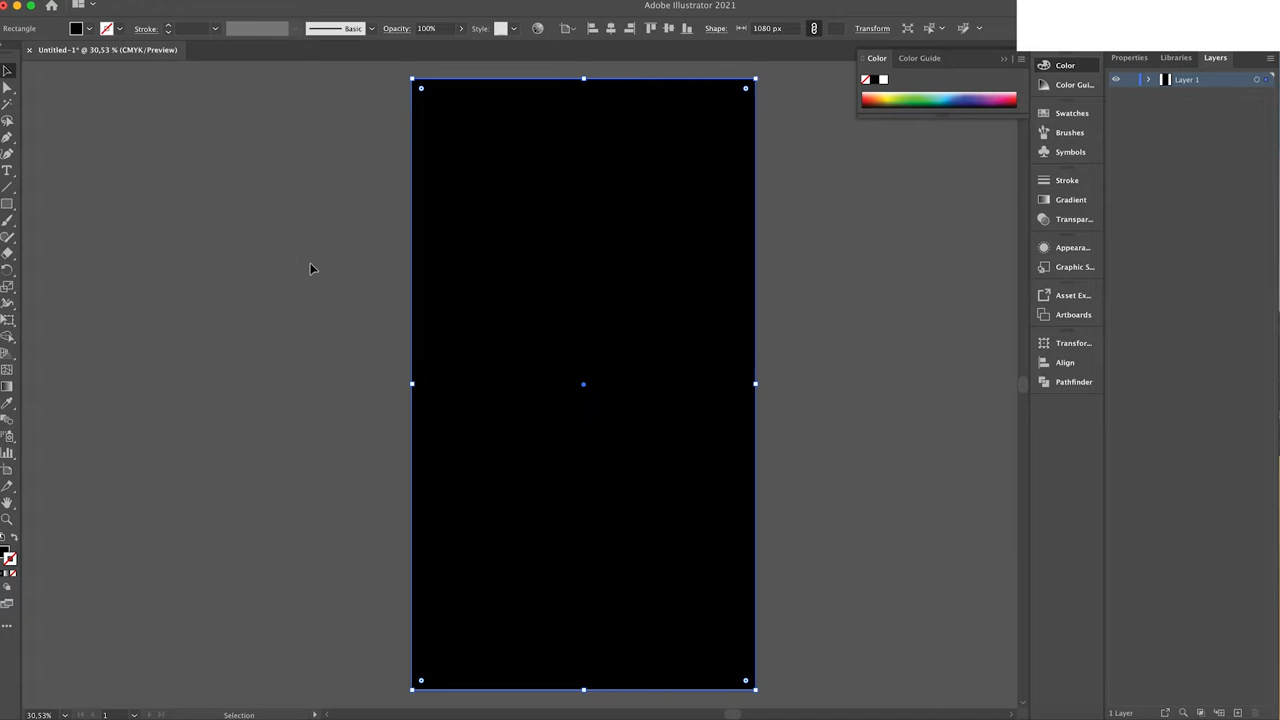 Adobe Illustrator 2021
Rectangle Stroke: Basic Opacity: 100% Style: Shape: 1080 px Transform
× Untitled-1* @ 30,53 % (CMYK/Preview)
Color Color Guide
Color
Color Gui...
Swatches
Brushes
Symbols
Stroke
Gradient
Transpar...
Appeara...
Graphic S...
Asset Ex...
Artboards
Transfor...
Align
Pathfinder
Properties Libraries Layers
Layer 1
30,53% 1 Selection
1 Layer